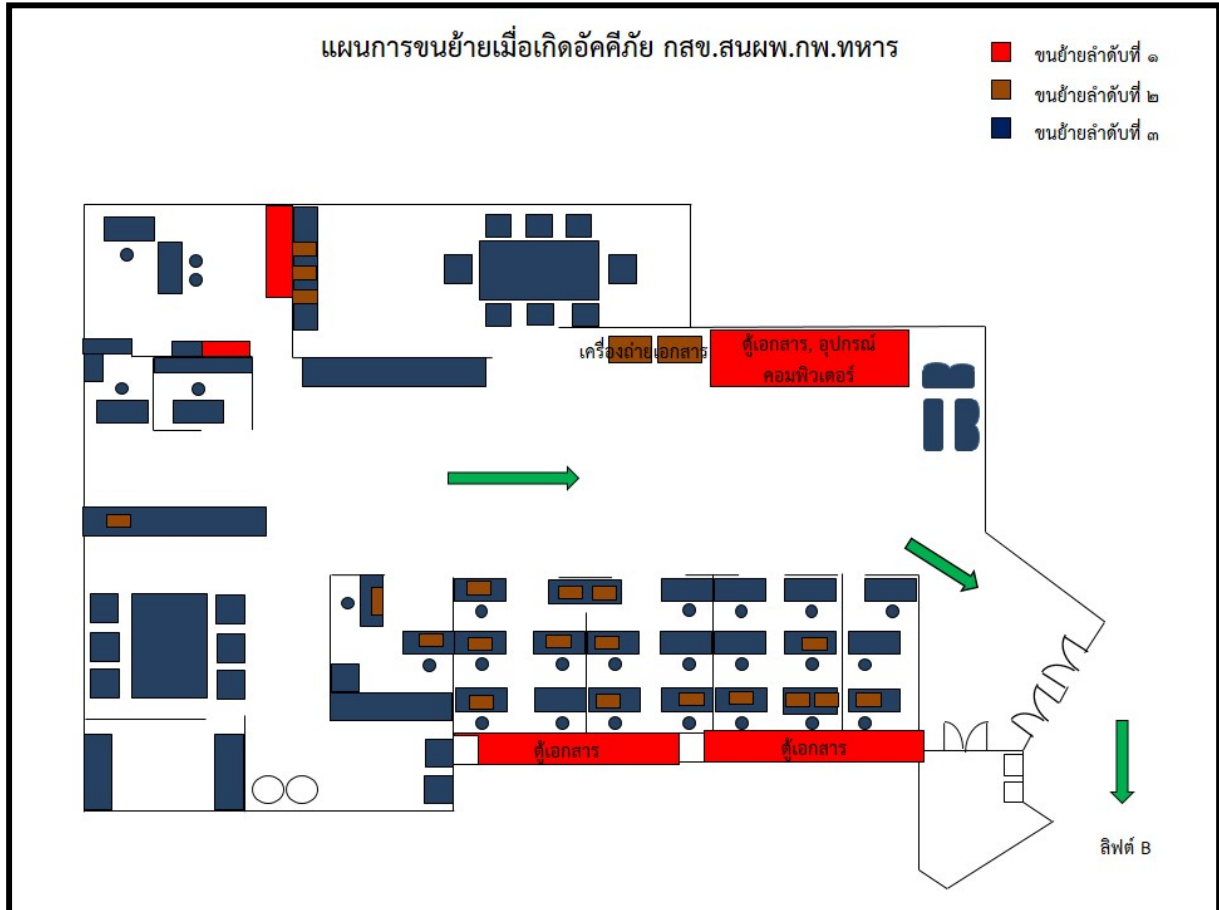 แผนการขนย้ายเมื่อเกิดอัคคีภัย กสข.สนผพ.กพ.ทหาร
ขนย้ายลำดับที่ ๑
ขนย้ายลำดับที่ ๒
ขนย้ายลำดับที่ ๓
เครื่องถ่ายเอกสาร
ตู้เอกสาร, อุปกรณ์
คอมพิวเตอร์
ตู้เอกสาร
ตู้เอกสาร
ลิฟต์ B